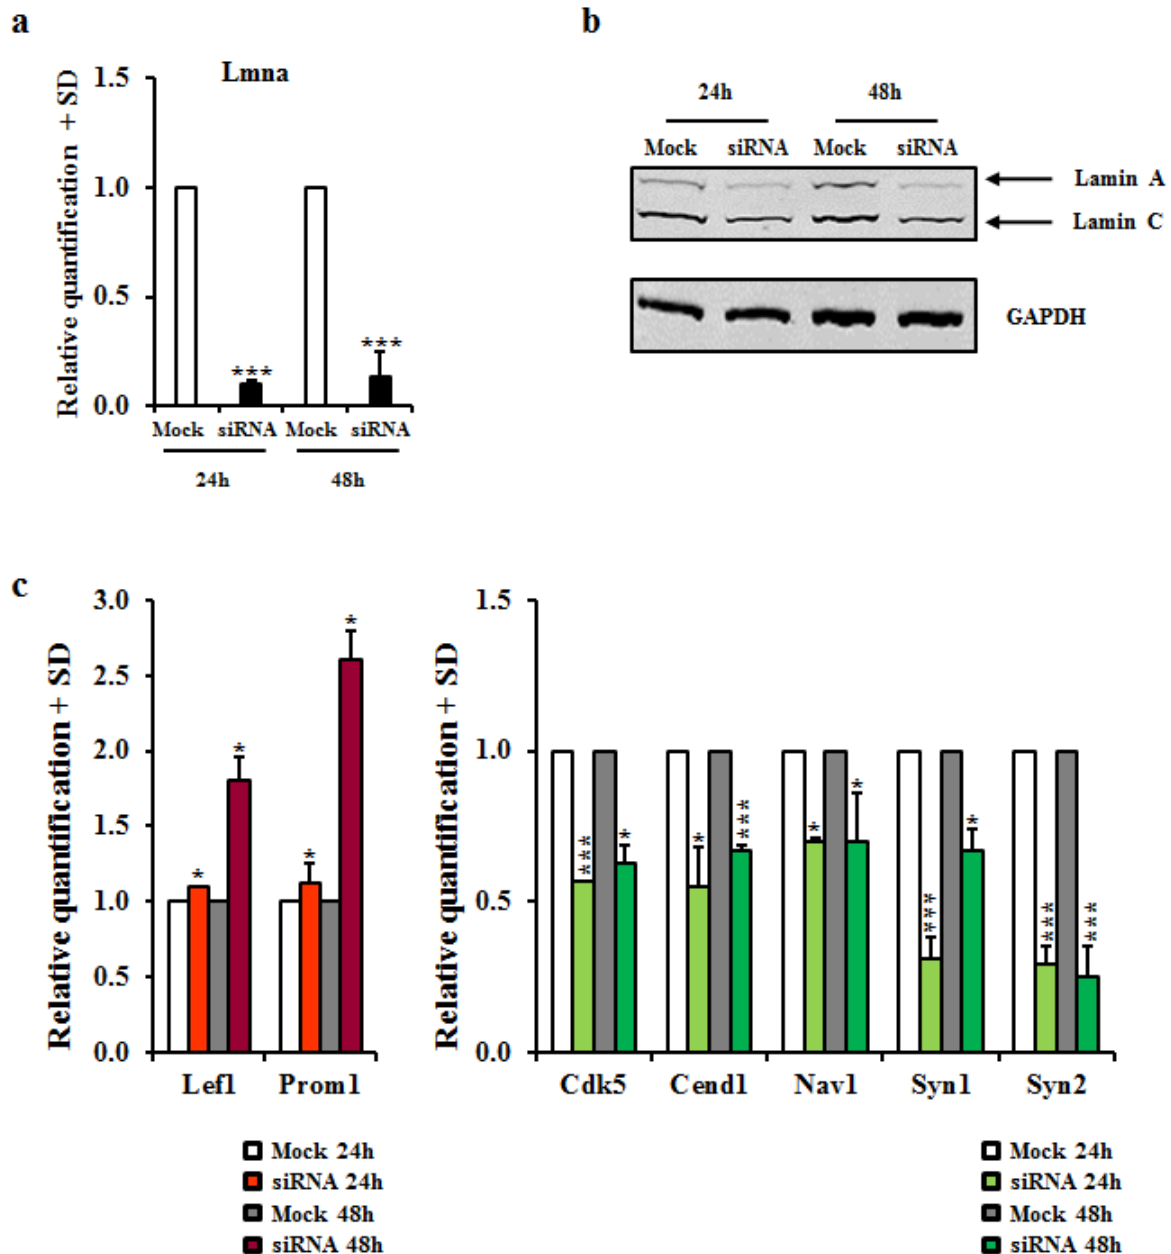 a
Lmna
Relative quantification + SD
1.5
1.0
0.5
0.0
***
***
Mock siRNA Mock siRNA
24h 48h
b
24h 48h
Mock siRNA Mock siRNA
Lamin A
Lamin C
GAPDH
c
Relative quantification + SD
3.0
2.5
2.0
1.5
1.0
0.5
0.0
* * * *
Lef1 Prom1
Mock 24h
siRNA 24h
Mock 48h
siRNA 48h
Relative quantification + SD
1.5
1.0
0.5
0.0
*** * * *** * * *** * *** ***
Cdk5 Cend1 Nav1 Syn1 Syn2
Mock 24h
siRNA 24h
Mock 48h
siRNA 48h